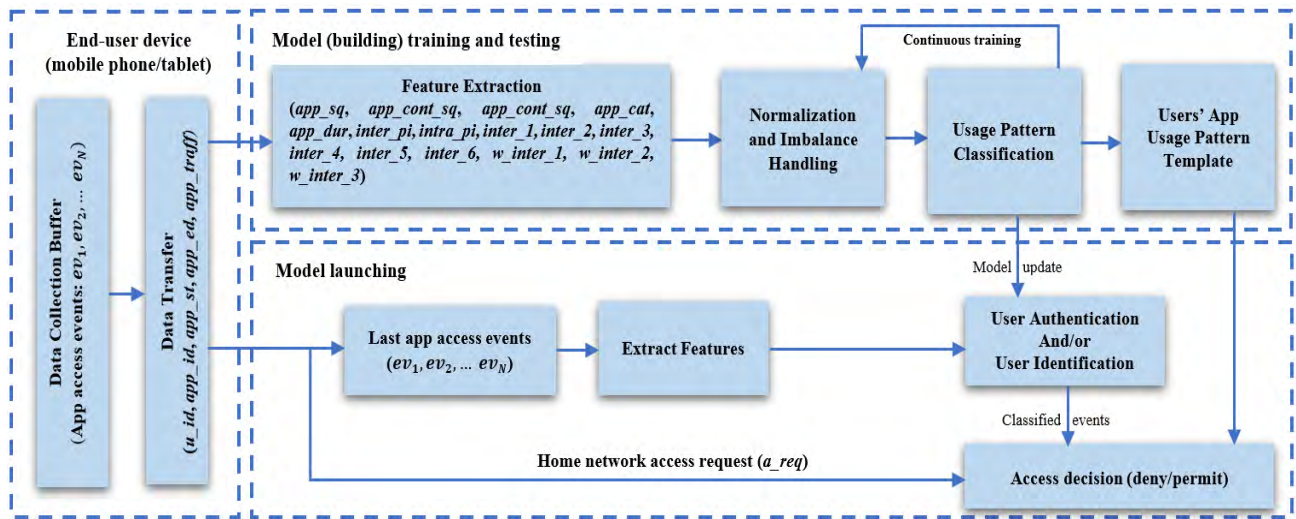 End-user device
(mobile phone/tablet)
Data Collection Buffer
(App access events: ev₁, ev₂, ... ev_N)
Data Transfer
(u_id, app_id, app_st, app_ed, app_traff)
Model (building) training and testing
Feature Extraction
(app_sq, app_cont_sq, app_cont_sq, app_cat,
app_dur, inter_pi, intra_pi, inter_1, inter_2, inter_3,
inter_4, inter_5, inter_6, w_inter_1, w_inter_2,
w_inter_3)
Continuous training
Normalization
and Imbalance
Handling
Usage Pattern
Classification
Users' App
Usage Pattern
Template
Model launching
Last app access events
(ev₁, ev₂, ... ev_N)
Extract Features
Model update
User Authentication
And/or
User Identification
Classified events
Home network access request (a_req)
Access decision (deny/permit)